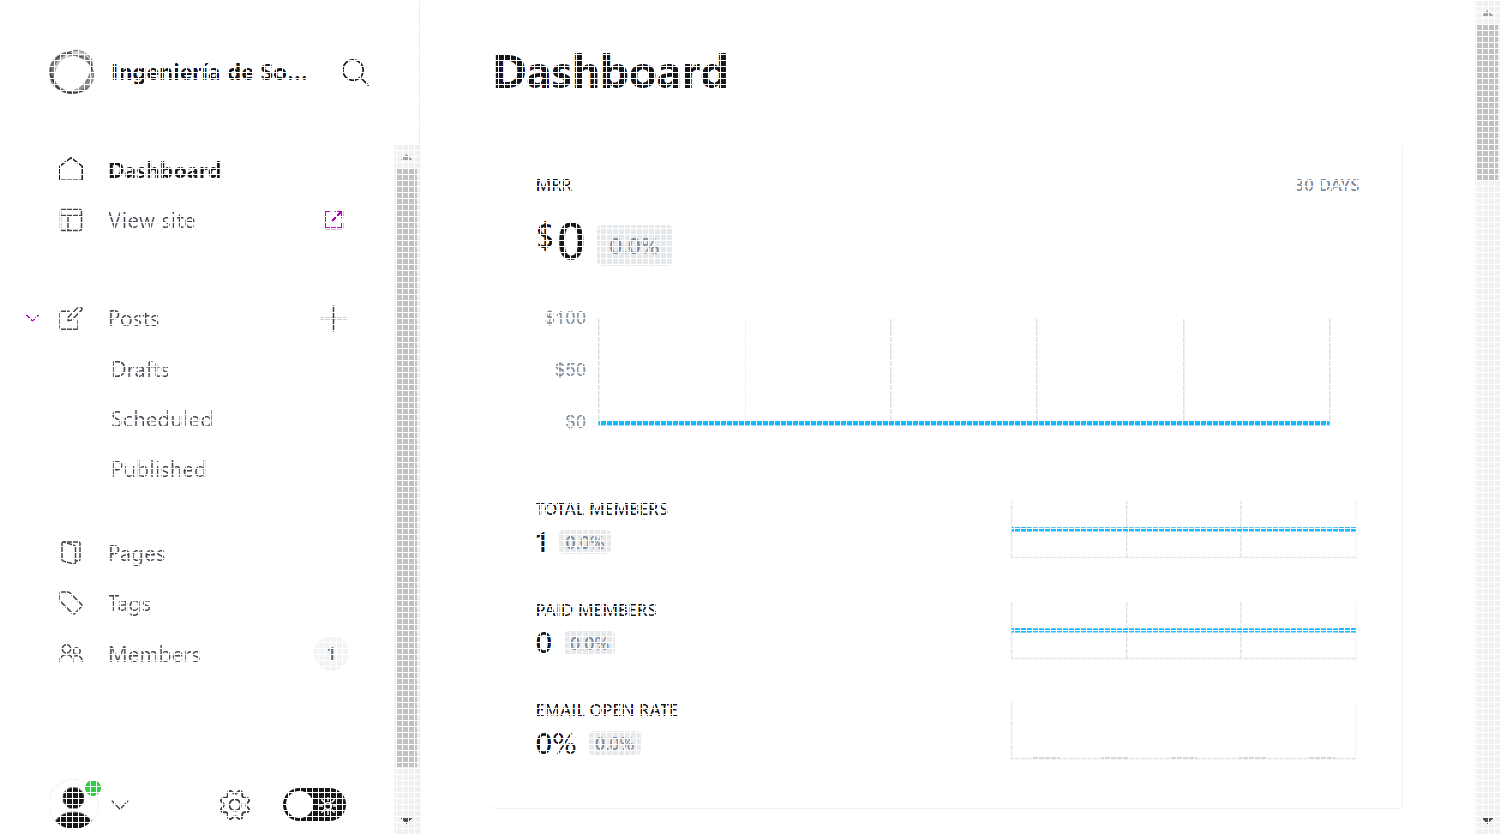 Ingeniería de So...
Dashboard
View site
Posts
Drafts
Scheduled
Published
Pages
Tags
Members
1
Dashboard
MRR
30 DAYS
$0
0.0%
$100
$50
$0
TOTAL MEMBERS
1 0.0%
PAID MEMBERS
0 0.0%
EMAIL OPEN RATE
0% 0.0%